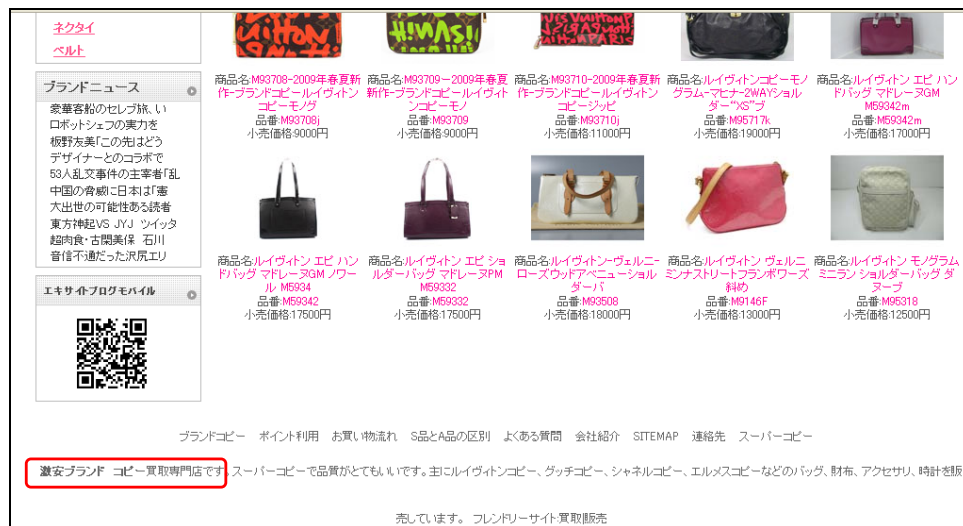 ネクタイ
ベルト
ブランドニュース
豪華客船のセレブ旅、い
ロボットシェフの実力を
板野友美「この先はどう
デザイナーとのコラボで
53人乱交事件の主宰者「乱
中国の脅威に日本は「憲
大出世の可能性ある読者
東方神起VS JYJ ツイッタ
超肉食・古閑美保 石川
音信不通だった沢尻エリ
エキサイトブログモバイル
商品名:M93708-2009年春夏新作-ブランドコピールイヴィトンコピーモノグ
品番:M93708j
小売価格:9000円
商品名:M93709-2009年春夏新作-ブランドコピールイヴィトンコピーモノ
品番:M93709
小売価格:9000円
商品名:M93710-2009年春夏新作-ブランドコピールイヴィトンコピージッピ
品番:M93710j
小売価格:11000円
商品名:ルイヴィトンコピーモノグラム-マヒナ-2WAYショルダー“XS”ブ
品番:M95717k
小売価格:19000円
商品名:ルイヴィトン エピ ハンドバッグ マドレーヌGM M59342m
品番:M59342m
小売価格:17000円
商品名:ルイヴィトン エピ ハンドバッグ マドレーヌGM ノワール M5934
品番:M59342
小売価格:17500円
商品名:ルイヴィトン エピ ショルダーバッグ マドレーヌPM M59332
品番:M59332
小売価格:17500円
商品名:ルイヴィトン-ヴェルニ-ローズウッドアベニューショルダーバ
品番:M93508
小売価格:18000円
商品名:ルイヴィトン ヴェルニ ミンナストリートフランボワーズ斜め
品番:M9146F
小売価格:13000円
商品名:ルイヴィトン モノグラムミニラン ショルダーバッグ ダヌーブ
品番:M95318
小売価格:12500円
ブランドコピー ポイント利用 お買い物流れ S品とA品の区別 よくある質問 会社紹介 SITEMAP 連絡先 スーパーコピー
激安ブランド コピー買取専門店です。スーパーコピーで品質がとてもいいです。主にルイヴィトンコピー、グッチコピー、シャネルコピー、エルメスコピーなどのバッグ、財布、アクセサリ、時計を販
売しています。 フレンドリーサイト:買取|販売